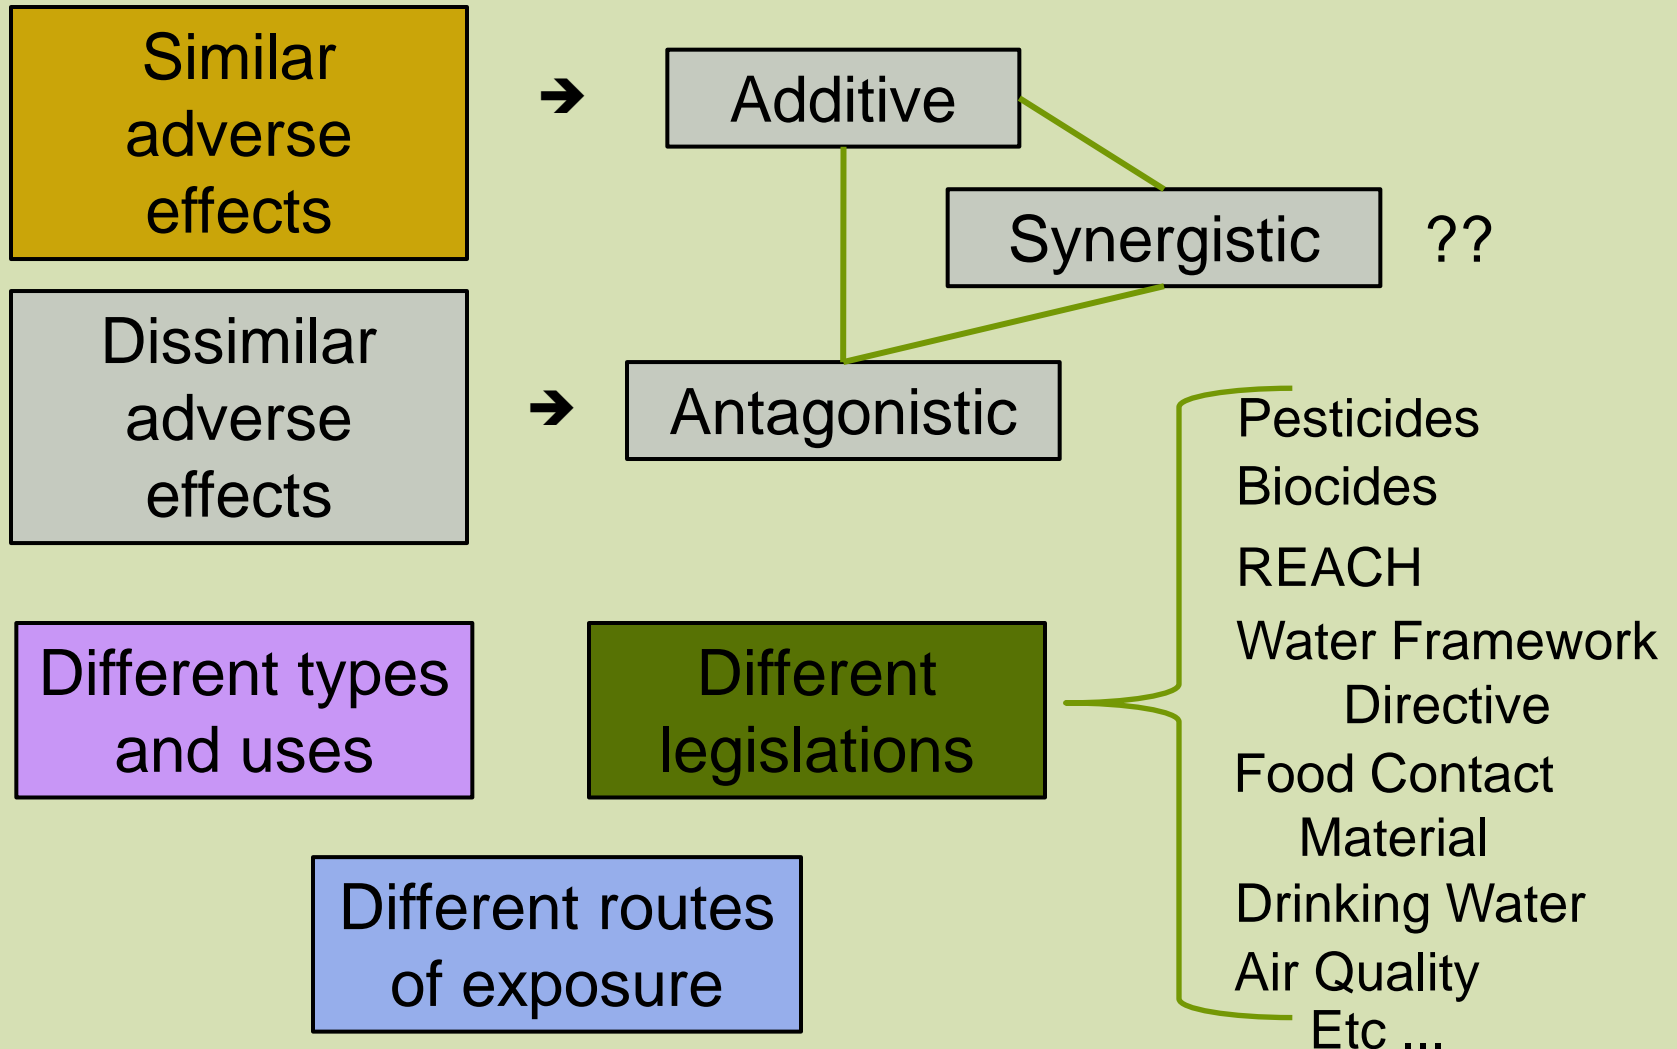 Similar
adverse
effects
➔
Additive
Synergistic
??
Dissimilar
adverse
effects
➔
Antagonistic
Different types
and uses
Different
legislations
Pesticides
Biocides
REACH
Water Framework
Directive
Food Contact
Material
Drinking Water
Air Quality
Etc ...
Different routes
of exposure